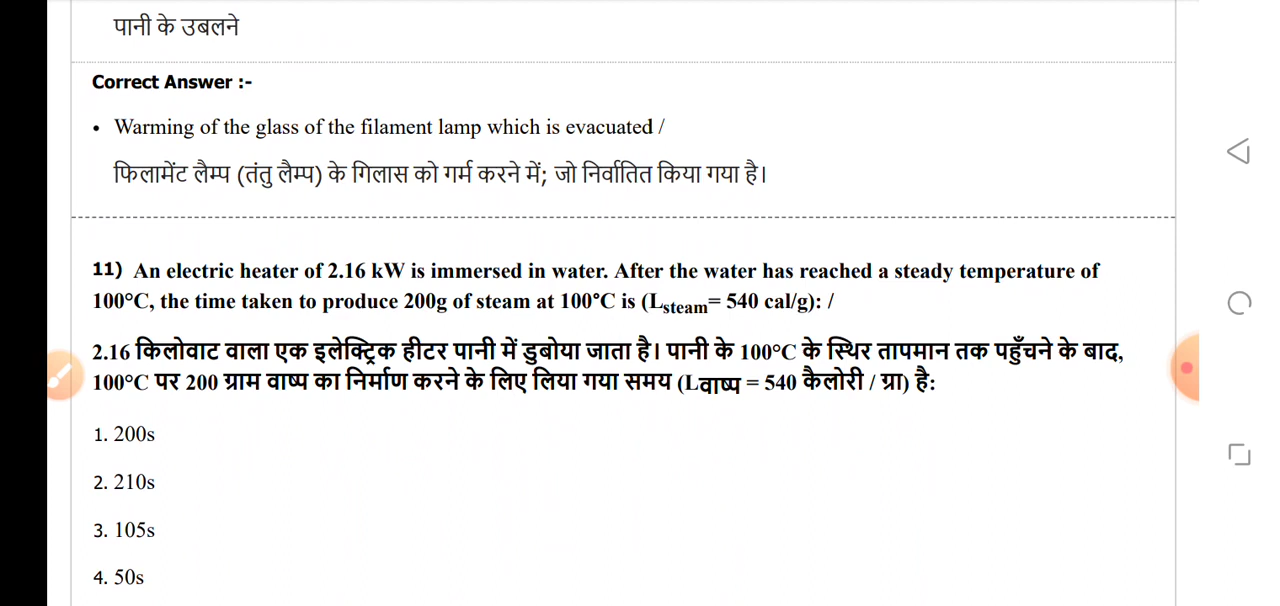 पानी के उबलने
Correct Answer :-
• Warming of the glass of the filament lamp which is evacuated /
फिलामेंट लैम्प (तंतु लैम्प) के गिलास को गर्म करने में; जो निर्वातित किया गया है।
11) An electric heater of 2.16 kW is immersed in water. After the water has reached a steady temperature of
100°C, the time taken to produce 200g of steam at 100°C is (Lsteam= 540 cal/g): /
2.16 किलोवाट वाला एक इलेक्ट्रिक हीटर पानी में डुबोया जाता है। पानी के 100°C के स्थिर तापमान तक पहुँचने के बाद,
100°C पर 200 ग्राम वाष्प का निर्माण करने के लिए लिया गया समय (Lवाष्प = 540 कैलोरी / ग्रा) है:
1. 200s
2. 210s
3. 105s
4. 50s